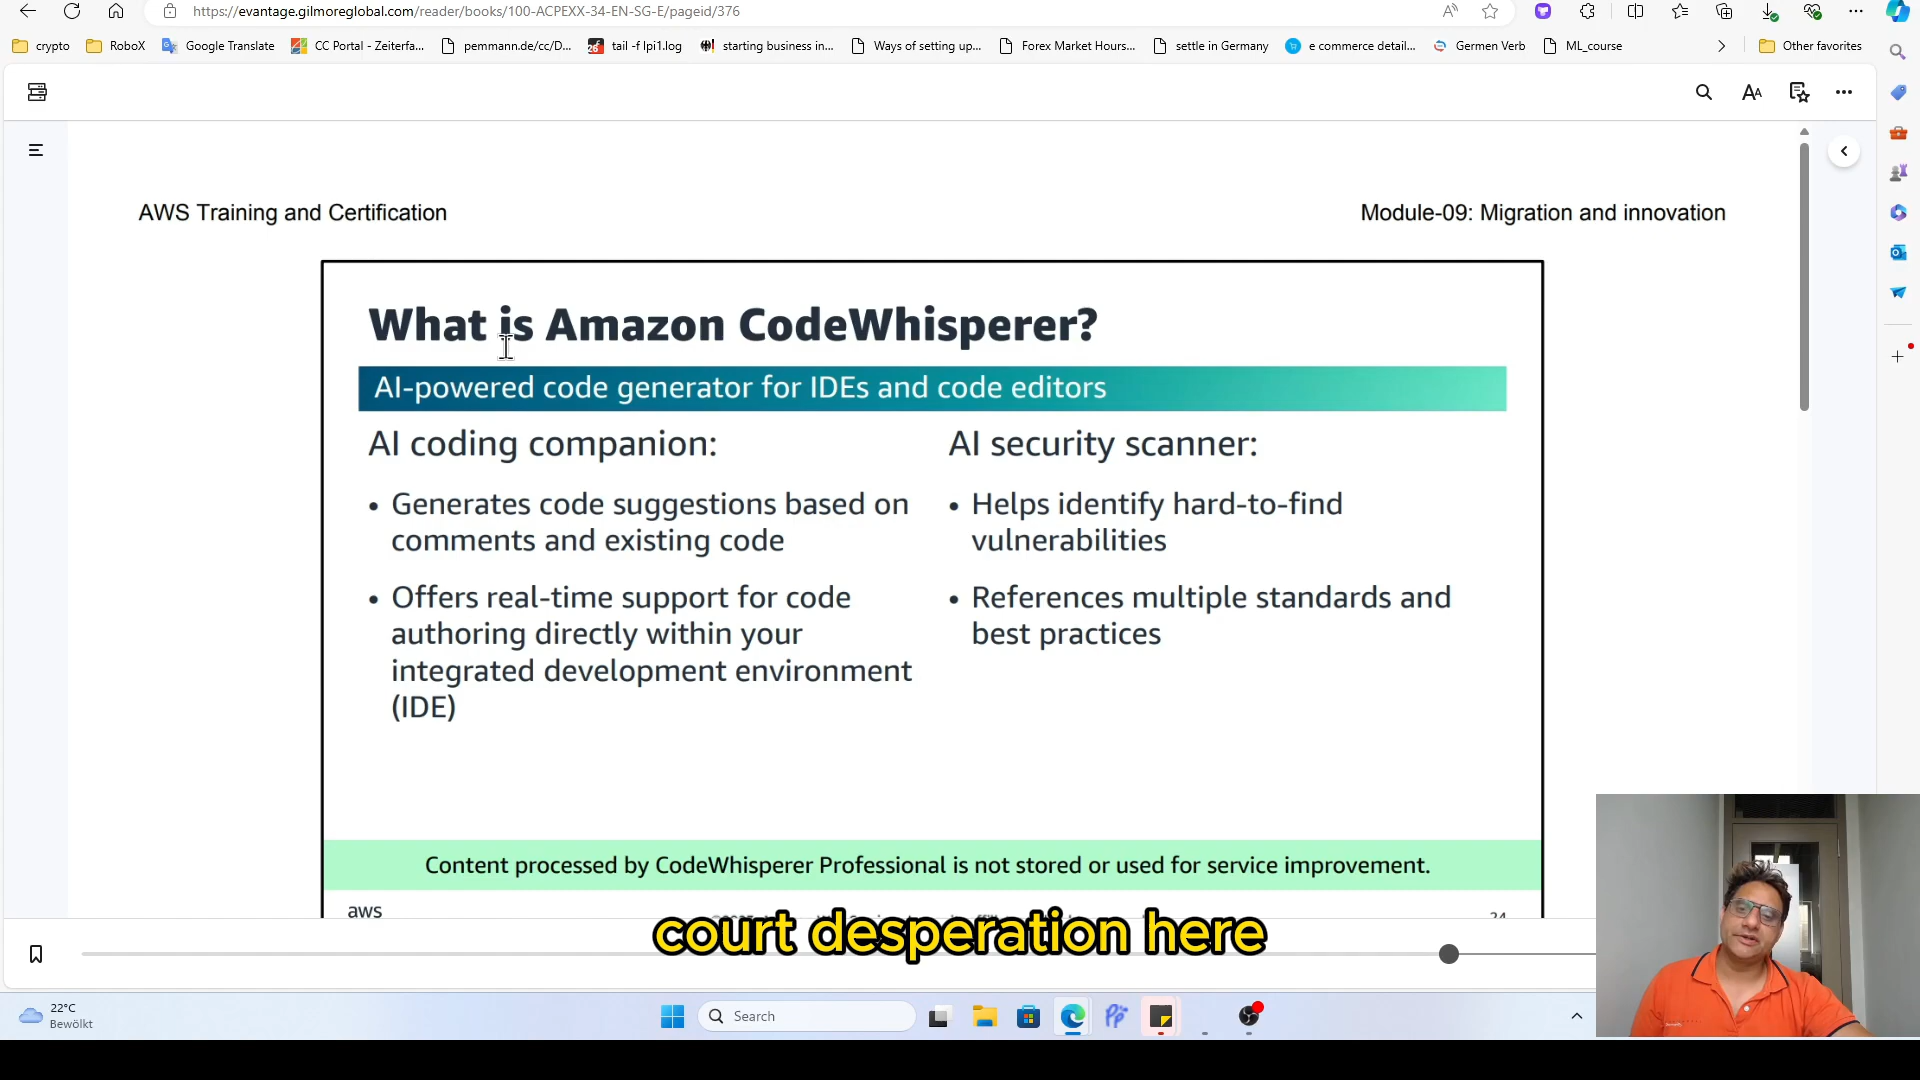 https://evantage.gilmoreglobal.com/reader/books/100-ACPEXX-34-EN-SG-E/pageid/376
crypto
RoboX
Google Translate
CC Portal - Zeiterfa...
pemmann.de/cc/D...
tail -f lpi1.log
starting business in...
Ways of setting up...
Forex Market Hours...
settle in Germany
e commerce detail...
Germen Verb
ML_course
Other favorites
AWS Training and Certification
Module-09: Migration and innovation
What is Amazon CodeWhisperer?
AI-powered code generator for IDEs and code editors
AI coding companion:
• Generates code suggestions based on
comments and existing code
• Offers real-time support for code
authoring directly within your
integrated development environment
(IDE)
AI security scanner:
• Helps identify hard-to-find
vulnerabilities
• References multiple standards and
best practices
Content processed by CodeWhisperer Professional is not stored or used for service improvement.
aws
24
court desperation here
22°C
Bewölkt
Search